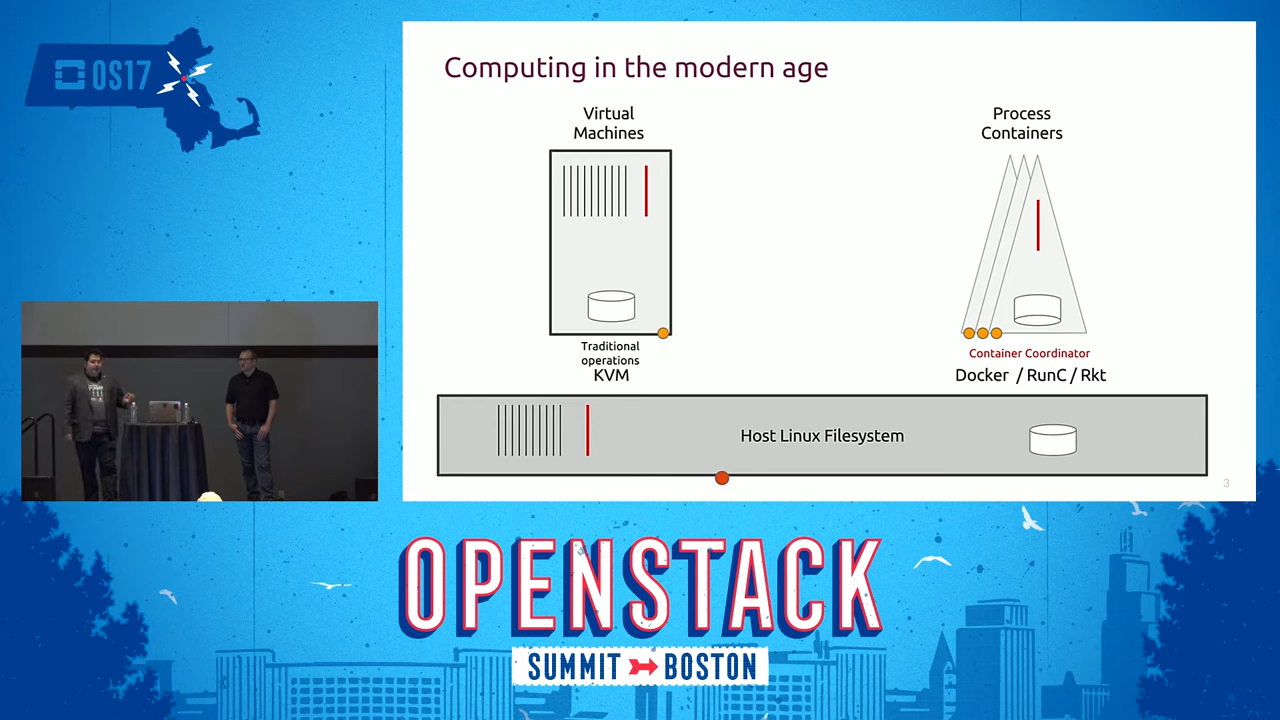 OS17
Computing in the modern age
Virtual
Machines
Process
Containers
Traditional
operations
KVM
Container Coordinator
Docker / RunC / Rkt
Host Linux Filesystem
3
OPENSTACK
SUMMIT BOSTON